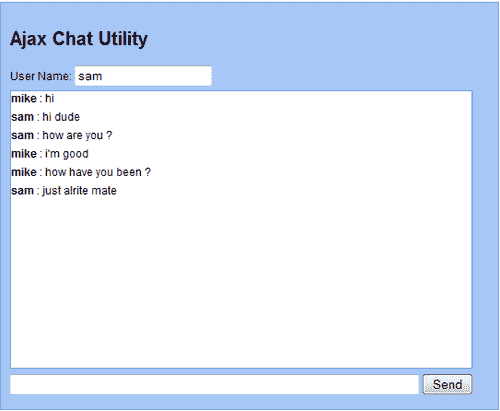 Ajax Chat Utility
User Name: sam
mike : hi
sam : hi dude
sam : how are you ?
mike : i'm good
mike : how have you been ?
sam : just alrite mate
Send